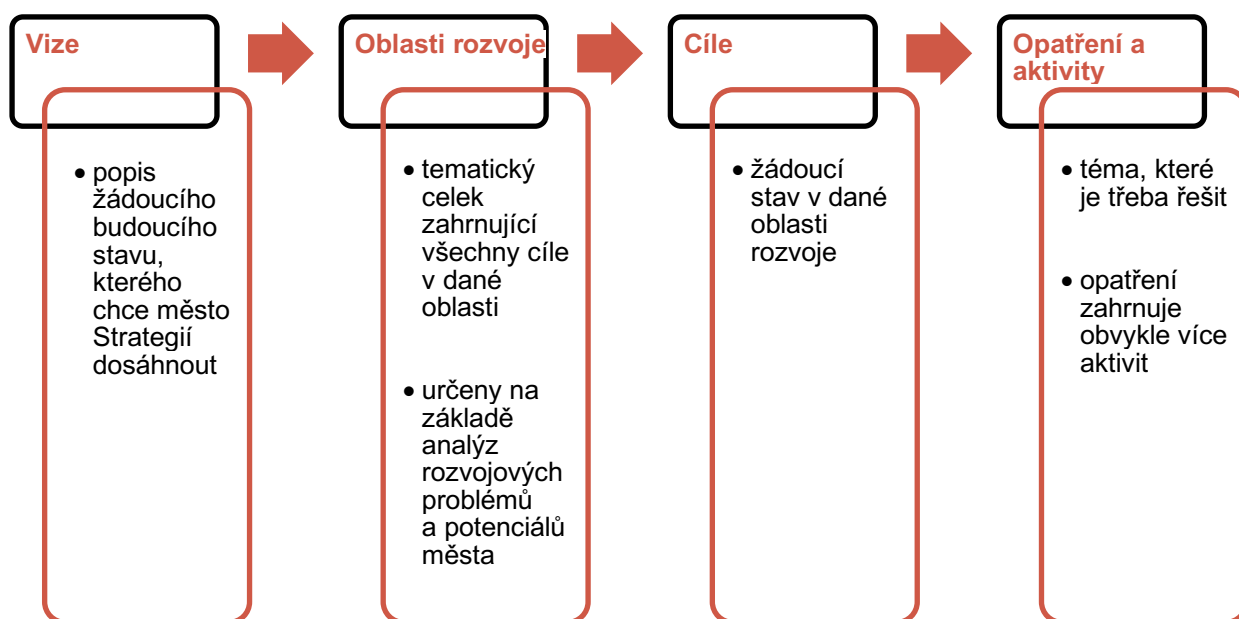 Vize
• popis
žádoucího
budoucího
stavu,
kterého
chce město
Strategií
dosáhnout
Oblasti rozvoje
• tematický
celek
zahrnující
všechny cíle
v dané
oblasti
• určeny na
základě
analýz
rozvojových
problémů
a potenciálů
města
Cíle
• žádoucí
stav v dané
oblasti
rozvoje
Opatření a
aktivity
• téma, které
je třeba řešit
• opatření
zahrnuje
obvykle více
aktivit